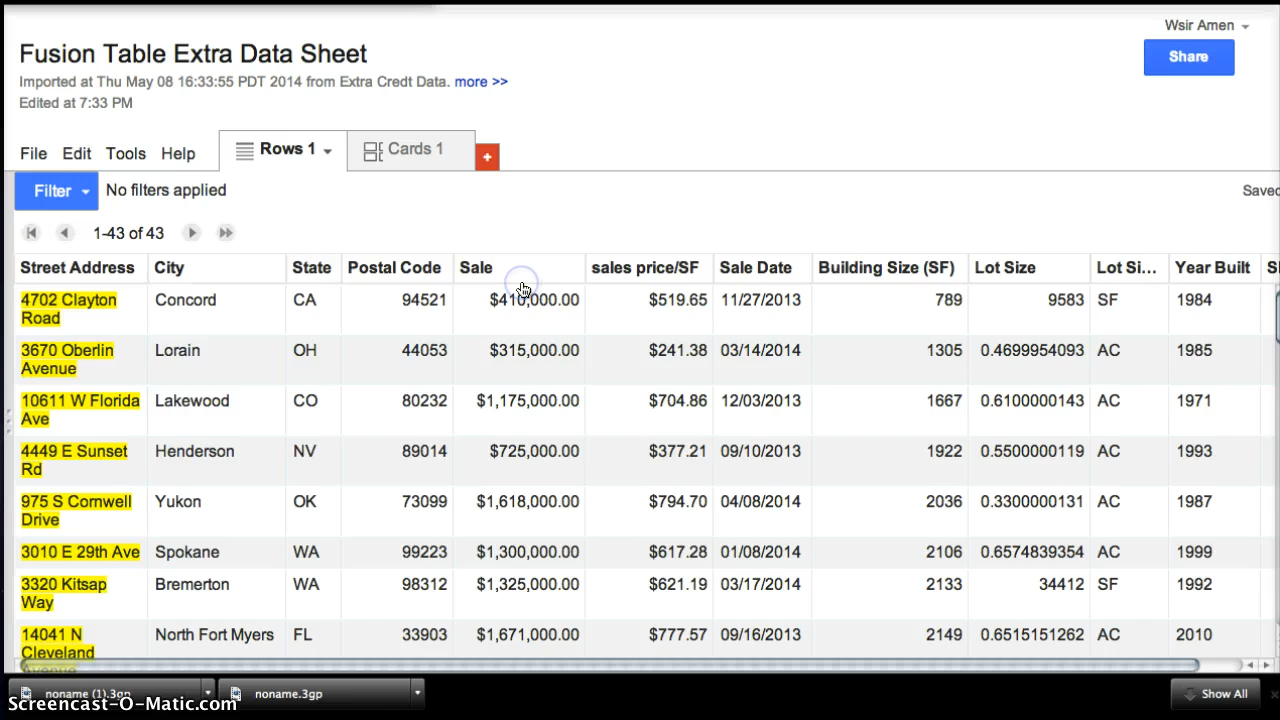 Wsir Amen
Fusion Table Extra Data Sheet
Share
Imported at Thu May 08 16:33:55 PDT 2014 from Extra Credt Data. more >>
Edited at 7:33 PM
File Edit Tools Help Rows 1 Cards 1 +
Filter No filters applied Saved
1-43 of 43
Street Address City State Postal Code Sale sales price/SF Sale Date Building Size (SF) Lot Size Lot Si... Year Built
4702 Clayton Concord CA 94521 $410,000.00 $519.65 11/27/2013 789 9583 SF 1984
Road
3670 Oberlin Lorain OH 44053 $315,000.00 $241.38 03/14/2014 1305 0.4699954093 AC 1985
Avenue
10611 W Florida Lakewood CO 80232 $1,175,000.00 $704.86 12/03/2013 1667 0.6100000143 AC 1971
Ave
4449 E Sunset Henderson NV 89014 $725,000.00 $377.21 09/10/2013 1922 0.5500000119 AC 1993
Rd
975 S Cornwell Yukon OK 73099 $1,618,000.00 $794.70 04/08/2014 2036 0.3300000131 AC 1987
Drive
3010 E 29th Ave Spokane WA 99223 $1,300,000.00 $617.28 01/08/2014 2106 0.6574839354 AC 1999
3320 Kitsap Bremerton WA 98312 $1,325,000.00 $621.19 03/17/2014 2133 34412 SF 1992
Way
14041 N North Fort Myers FL 33903 $1,671,000.00 $777.57 09/16/2013 2149 0.6515151262 AC 2010
Cleveland
Avenue
noname (1).3gp noname.3gp Show All
Screencast-O-Matic.com